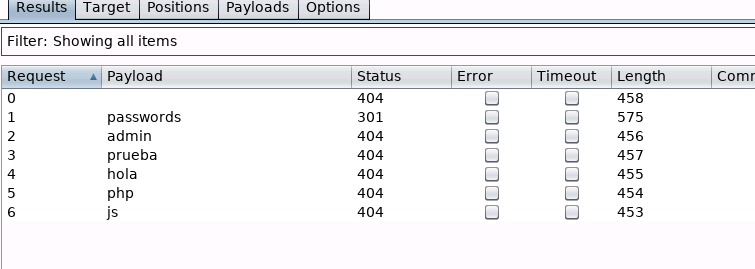 Results Target Positions Payloads Options
Filter: Showing all items
Request Payload Status Error Timeout Length Comr
0 404 458
1 passwords 301 575
2 admin 404 456
3 prueba 404 457
4 hola 404 455
5 php 404 454
6 js 404 453